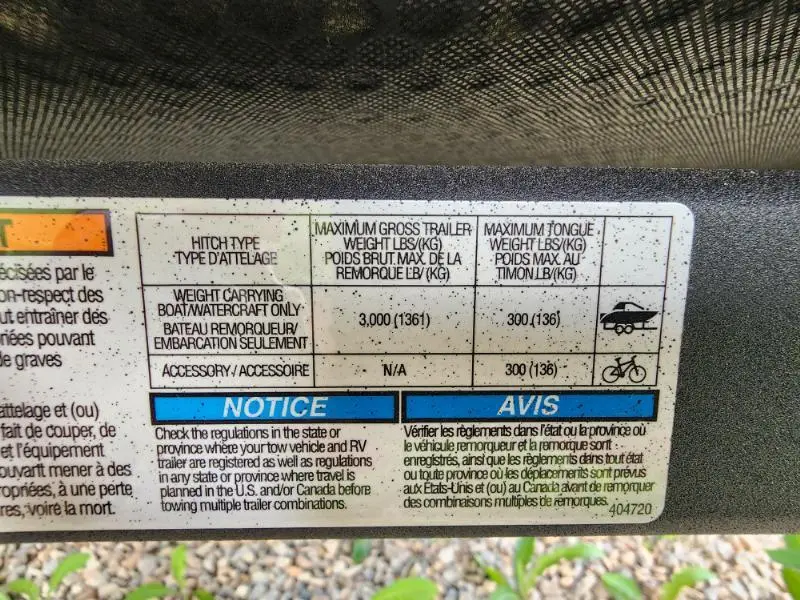 T
écisées par le
on-respect des
ut entraîner des
riées pouvant
de graves
attelage et (ou)
fait de couper, de
et l'équipement
ouvant mener à des
ropriées, à une perte
res, voire la mort.
HITCH TYPE
TYPE D'ATTELAGE
MAXIMUM GROSS TRAILER
WEIGHT LBS/(KG)
POIDS BRUT. MAX. DE LA
REMORQUE LB/(KG)
MAXIMUM TONGUE
WEIGHT LBS/(KG)
POIDS MAX. AU
TIMON LB/(KG)
WEIGHT CARRYING
BOAT/WATERCRAFT ONLY
BATEAU REMORQUEUR/
EMBARCATION SEULEMENT
3,000 (1361)
300 (136)
ACCESSORY/ACCESSOIRE
N/A
300 (136)
NOTICE
Check the regulations in the state or
province where your tow vehicle and RV
trailer are registered as well as regulations
in any state or province where travel is
planned in the U.S. and/or Canada before
towing multiple trailer combinations.
AVIS
Vérifier les règlements dans l'état ou la province où
le véhicule remorqueur et la remorque sont
enregistrés, ainsi que les règlements dans tout état
ou toute province où les déplacements sont prévus
aux États-Unis et (ou) au Canada avant de remorquer
des combinaisons multiples de remorques.
404720